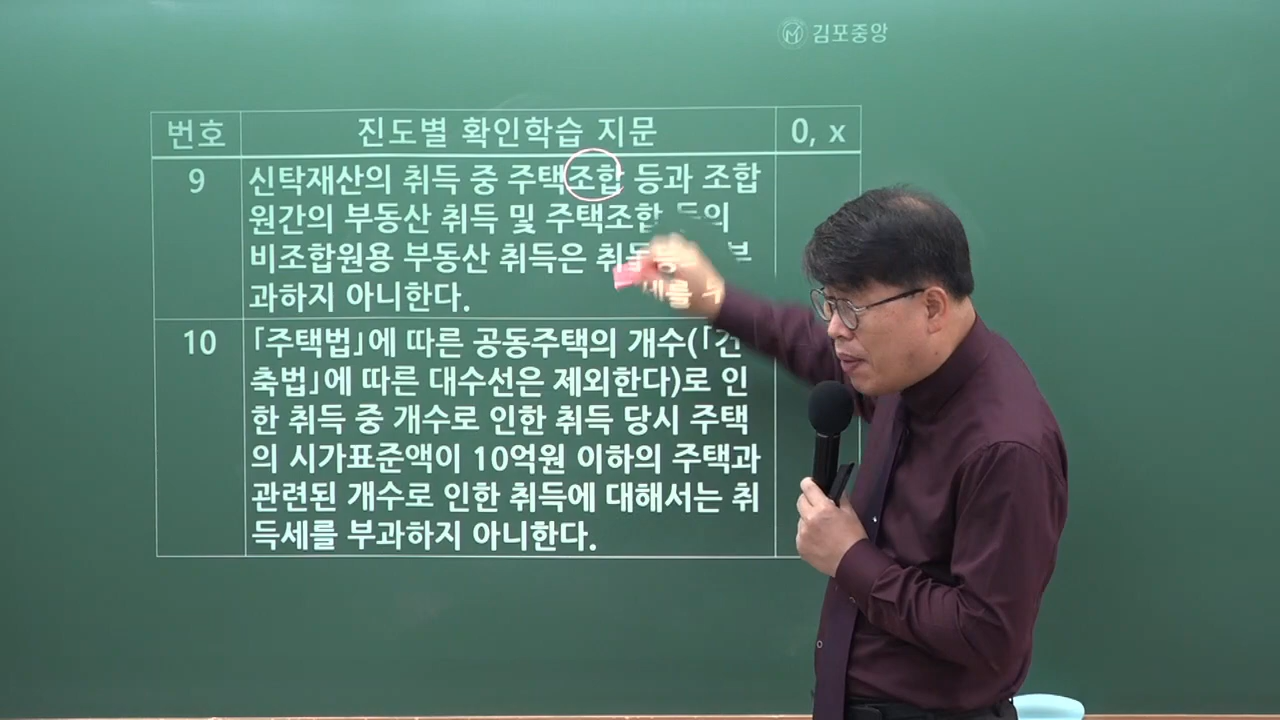 김포중앙
번호 진도별 확인학습 지문 0, x
9 신탁재산의 취득 중 주택조합 등과 조합
원간의 부동산 취득 및 주택조합 등의
비조합원용 부동산 취득은 부
과하지 아니한다.
10 「주택법」에 따른 공동주택의 개수(「건
축법」에 따른 대수선은 제외한다)로 인
한 취득 중 개수로 인한 취득 당시 주택
의 시가표준액이 10억원 이하의 주택과
관련된 개수로 인한 취득에 대해서는 취
득세를 부과하지 아니한다.